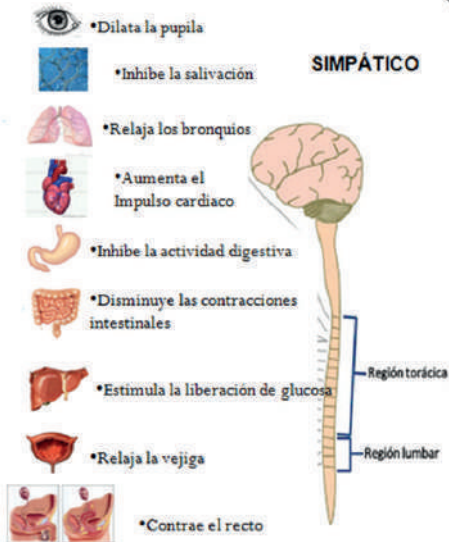 •Dilata la pupila
SIMPÁTICO
•Inhibe la salivación
•Relaja los bronquios
•Aumenta el
Impulso cardiaco
•Inhibe la actividad digestiva
•Disminuye las contracciones
intestinales
Región torácica
•Estimula la liberación de glucosa
Región lumbar
•Relaja la vejiga
•Contrae el recto